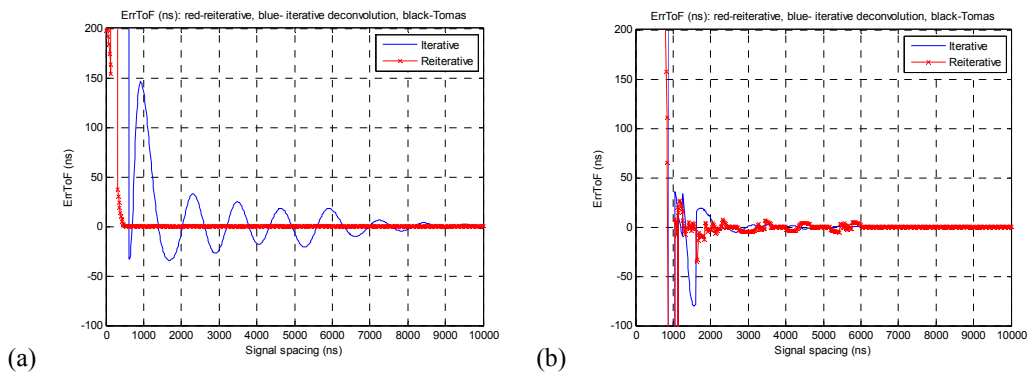 ErrToF (ns): red-reiterative, blue- iterative deconvolution, black-Tomas
200
150
100
50
0
-50
-100
ErrToF (ns)
Iterative
Reiterative
0 1000 2000 3000 4000 5000 6000 7000 8000 9000 10000
Signal spacing (ns)
(a)
ErrToF (ns): red-reiterative, blue- iterative deconvolution, black-Tomas
200
150
100
50
0
-50
-100
ErrToF (ns)
Iterative
Reiterative
0 1000 2000 3000 4000 5000 6000 7000 8000 9000 10000
Signal spacing (ns)
(b)